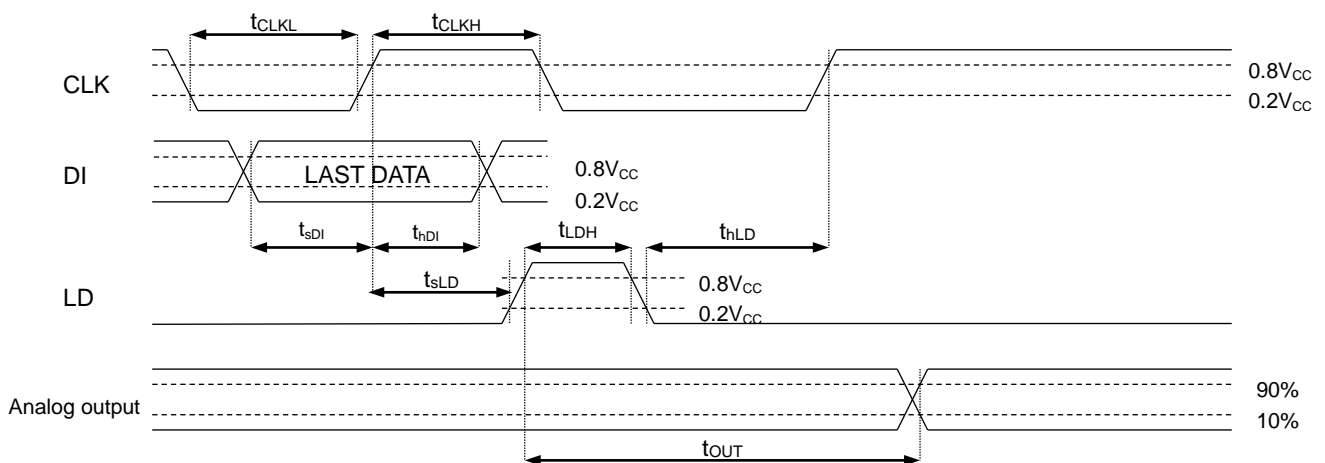 tCLKL tCLKH
CLK
0.8VCC
0.2VCC
DI
LAST DATA
0.8VCC
0.2VCC
tsDI thDI tLDH thLD
tsLD
LD
0.8VCC
0.2VCC
Analog output
90%
10%
tOUT